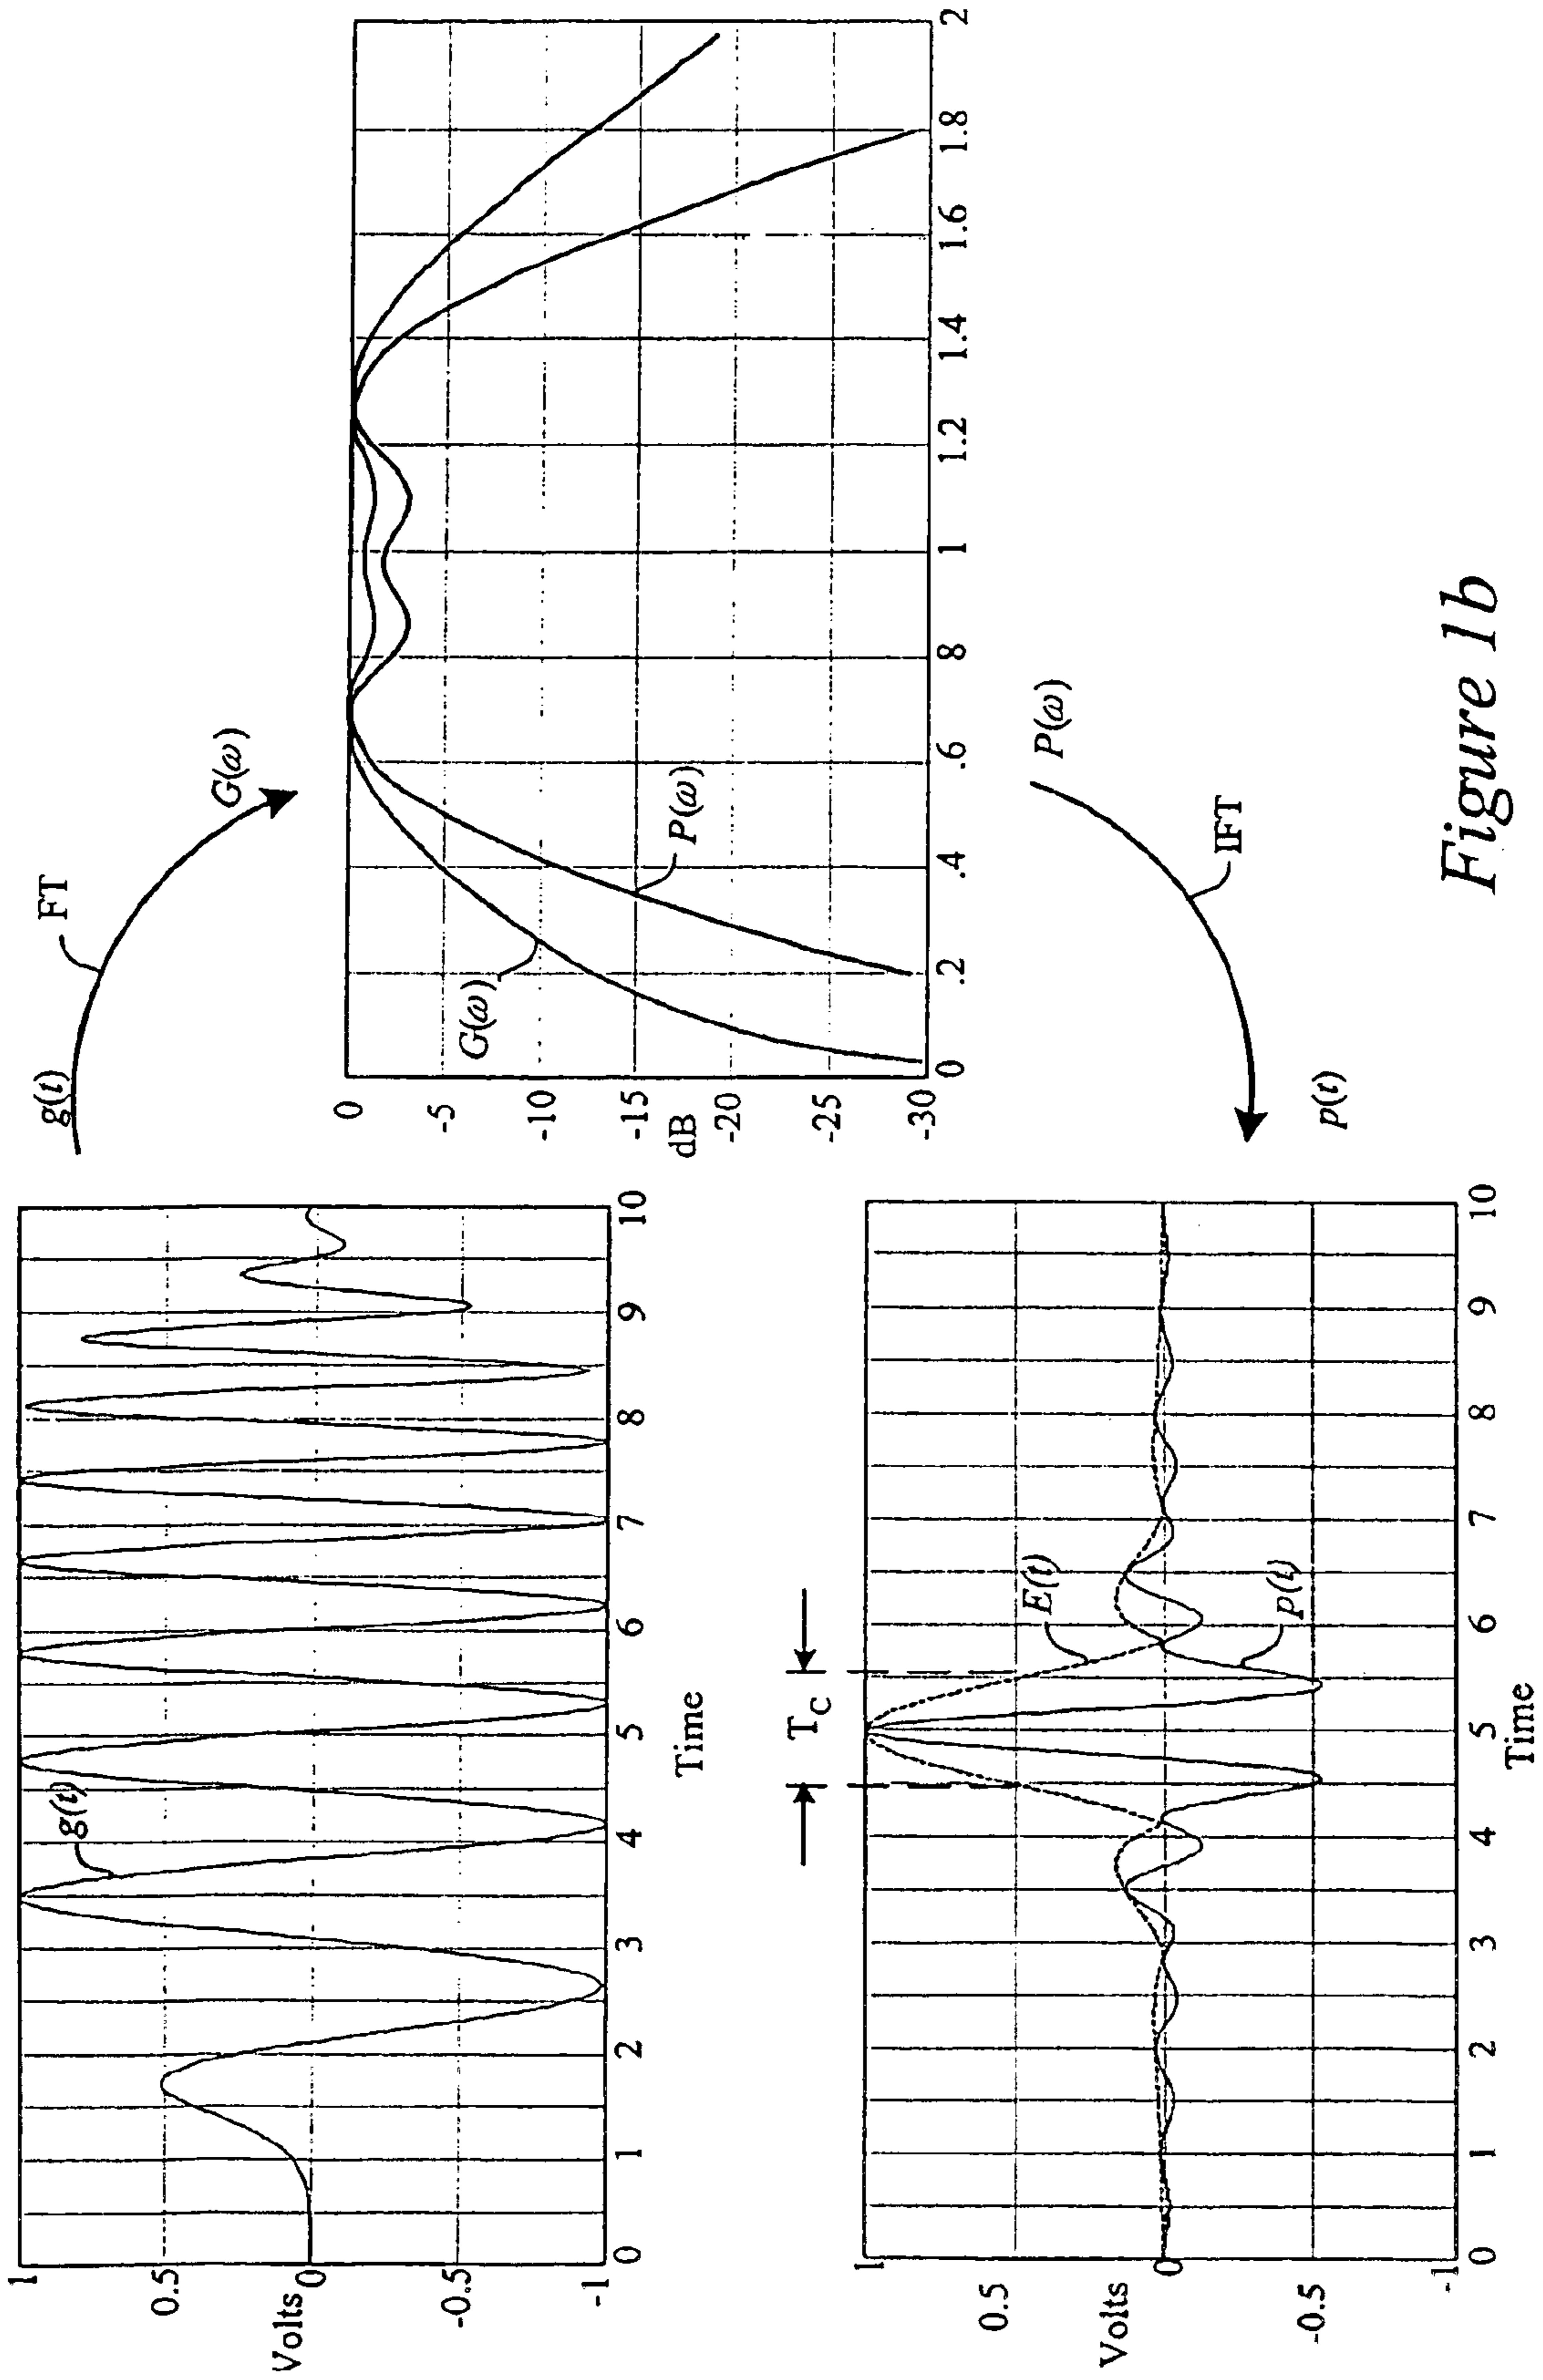 1
0.5
Volts
0
-0.5
-1
0 1 2 3 4 5 6 7 8 9 10
Time
g(t)
g(t)
FT
G(ω)
0
-5
-10
-15
dB
-20
-25
-30
0 .2 .4 .6 .8 1 1.2 1.4 1.6 1.8 2
G(ω)
P(ω)
P(ω)
IFT
p(t)
1
0.5
Volts
0
-0.5
-1
0 1 2 3 4 5 6 7 8 9 10
Time
TC
E(t)
p(t)
Figure 1b